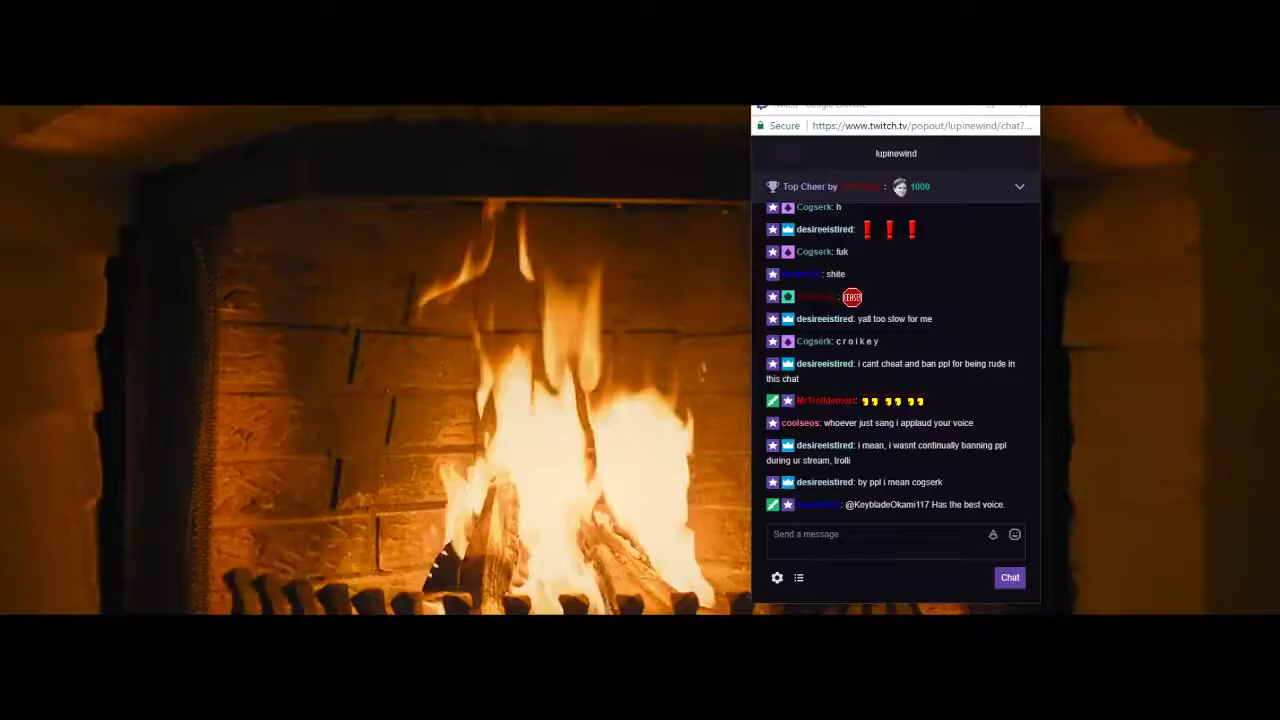 Secure https://www.twitch.tv/popout/lupinewind/chat?...
lupinewind
Top Cheer by : 1000
Cogserk: h
desireeistired: ❗ ❗ ❗
Cogserk: fuk
: shite
: CEASE!
desireeistired: yall too slow for me
Cogserk: c r o i k e y
desireeistired: i cant cheat and ban ppl for being rude in
this chat
MrTrolldemort:
coolseos: whoever just sang i applaud your voice
desireeistired: i mean, i wasnt continually banning ppl
during ur stream, trolli
desireeistired: by ppl i mean cogserk
: @KeybladeOkami117 Has the best voice.
Send a message
Chat